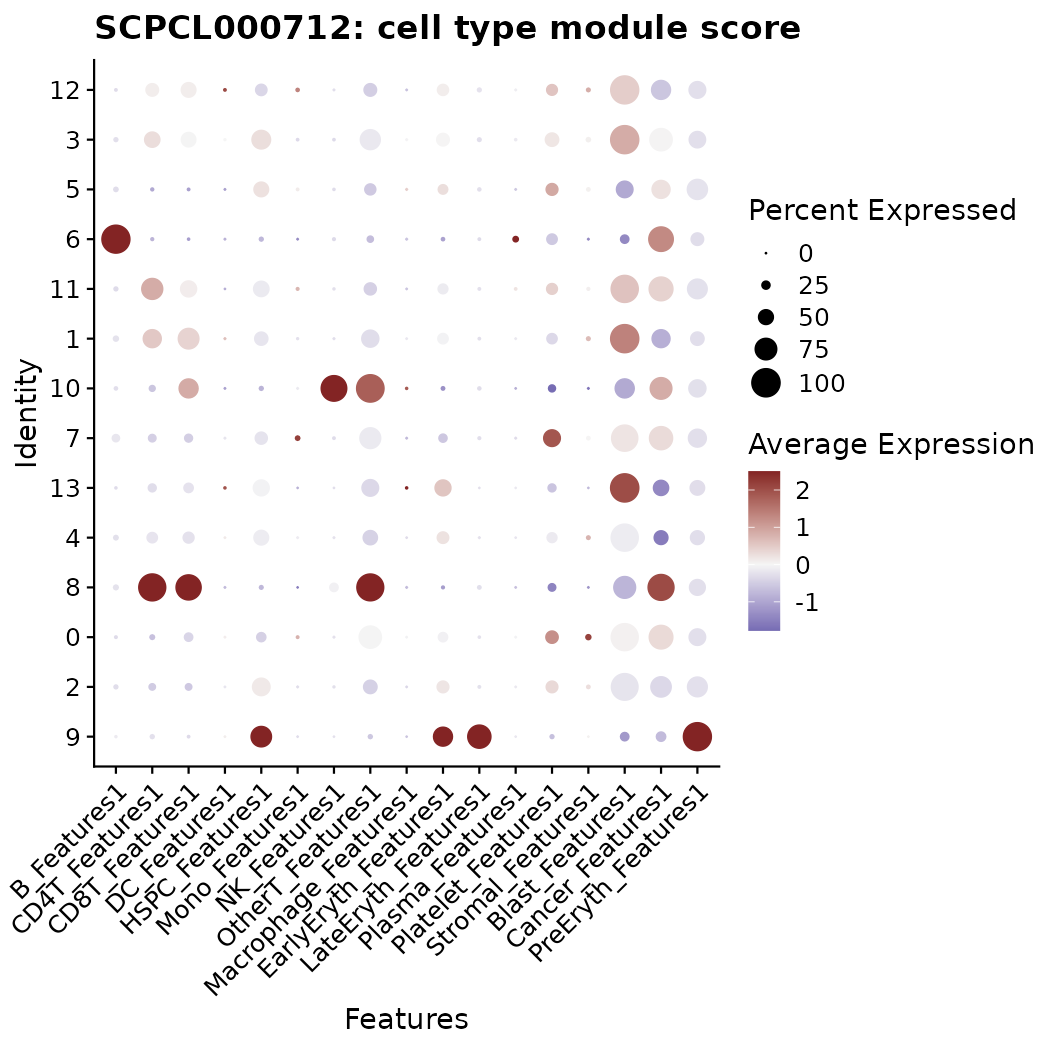 SCPCL000712: cell type module score
12
3
5
6
11
1
10
7
13
4
8
0
2
9
Identity
B_Features1
CD4T_Features1
CD8T_Features1
DC_Features1
HSPC_Features1
Mono_Features1
NK_Features1
OtherT_Features1
Macrophage_Features1
EarlyEryth_Features1
LateEryth_Features1
Plasma_Features1
Platelet_Features1
Stromal_Features1
Blast_Features1
Cancer_Features1
PreEryth_Features1
Features
Percent Expressed
0
25
50
75
100
Average Expression
2
1
0
-1